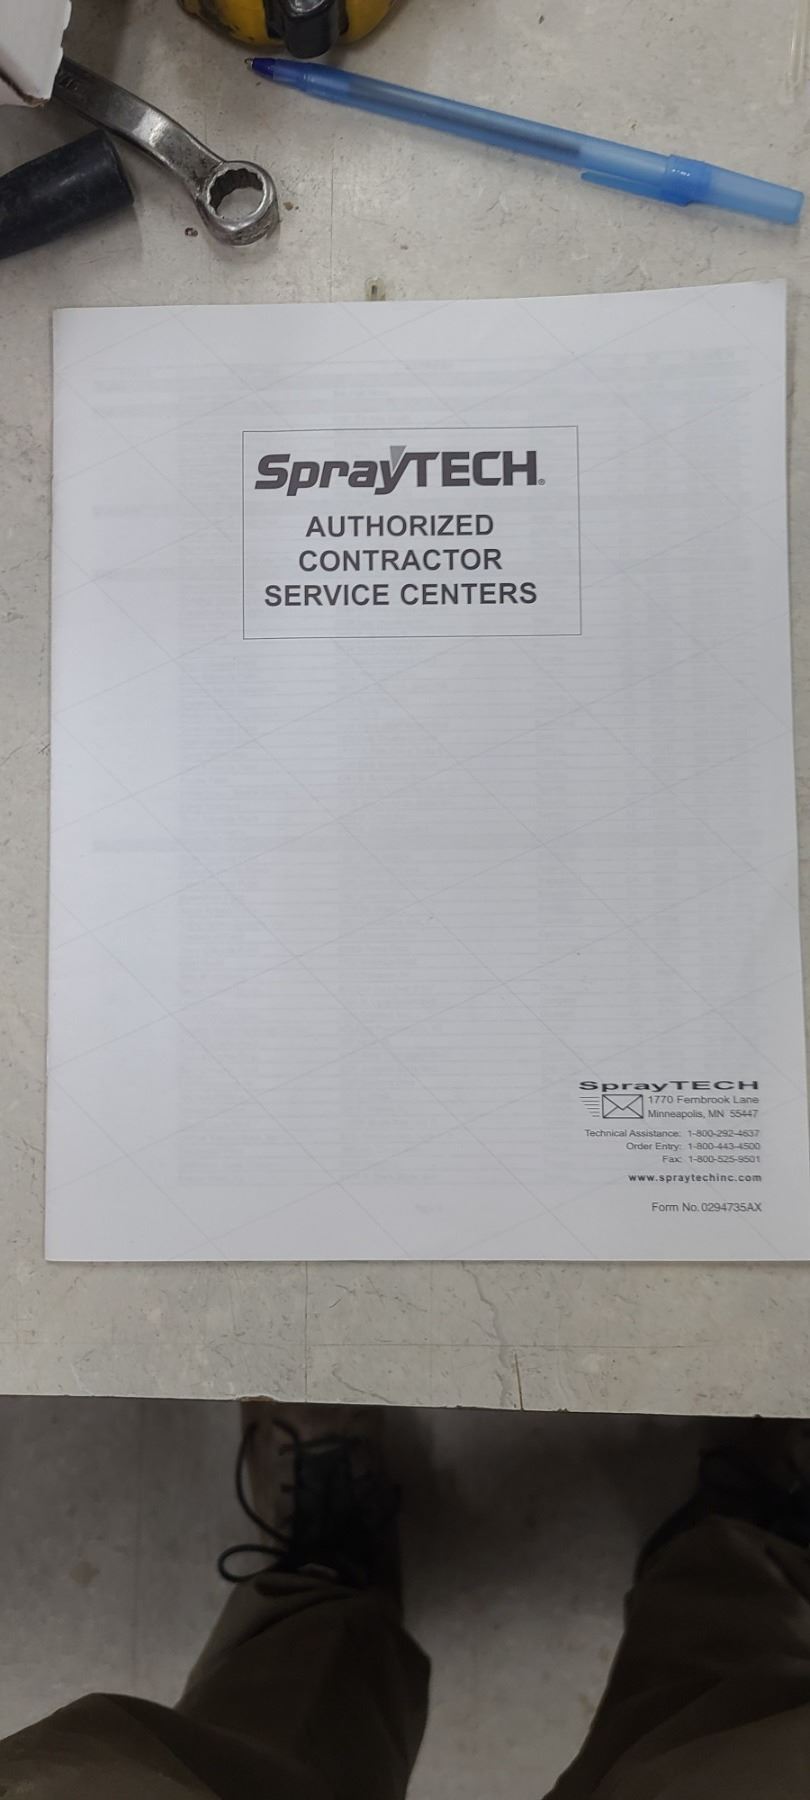 SprayTECH®
AUTHORIZED
CONTRACTOR
SERVICE CENTERS
SprayTECH
1770 Fernbrook Lane
Minneapolis, MN 55447
Technical Assistance: 1-800-292-4637
Order Entry: 1-800-443-4500
Fax: 1-800-525-9501
www.spraytechinc.com
Form No. 0294735AX